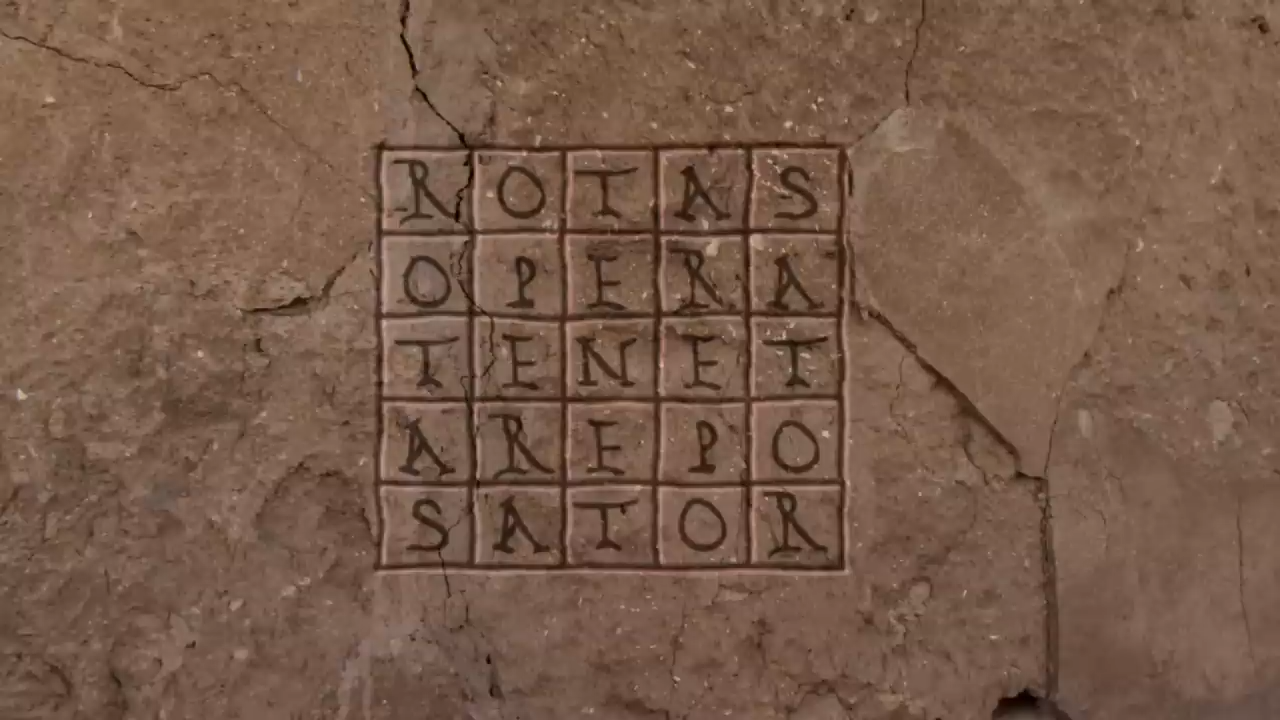 ROTAS
OPERA
TENET
AREPO
SATOR